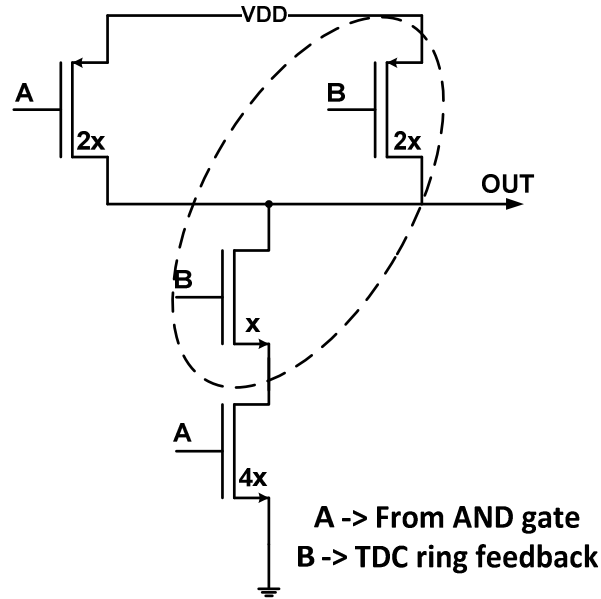 VDD
A
B
2x
2x
OUT
B
x
A
4x
A -> From AND gate
B -> TDC ring feedback